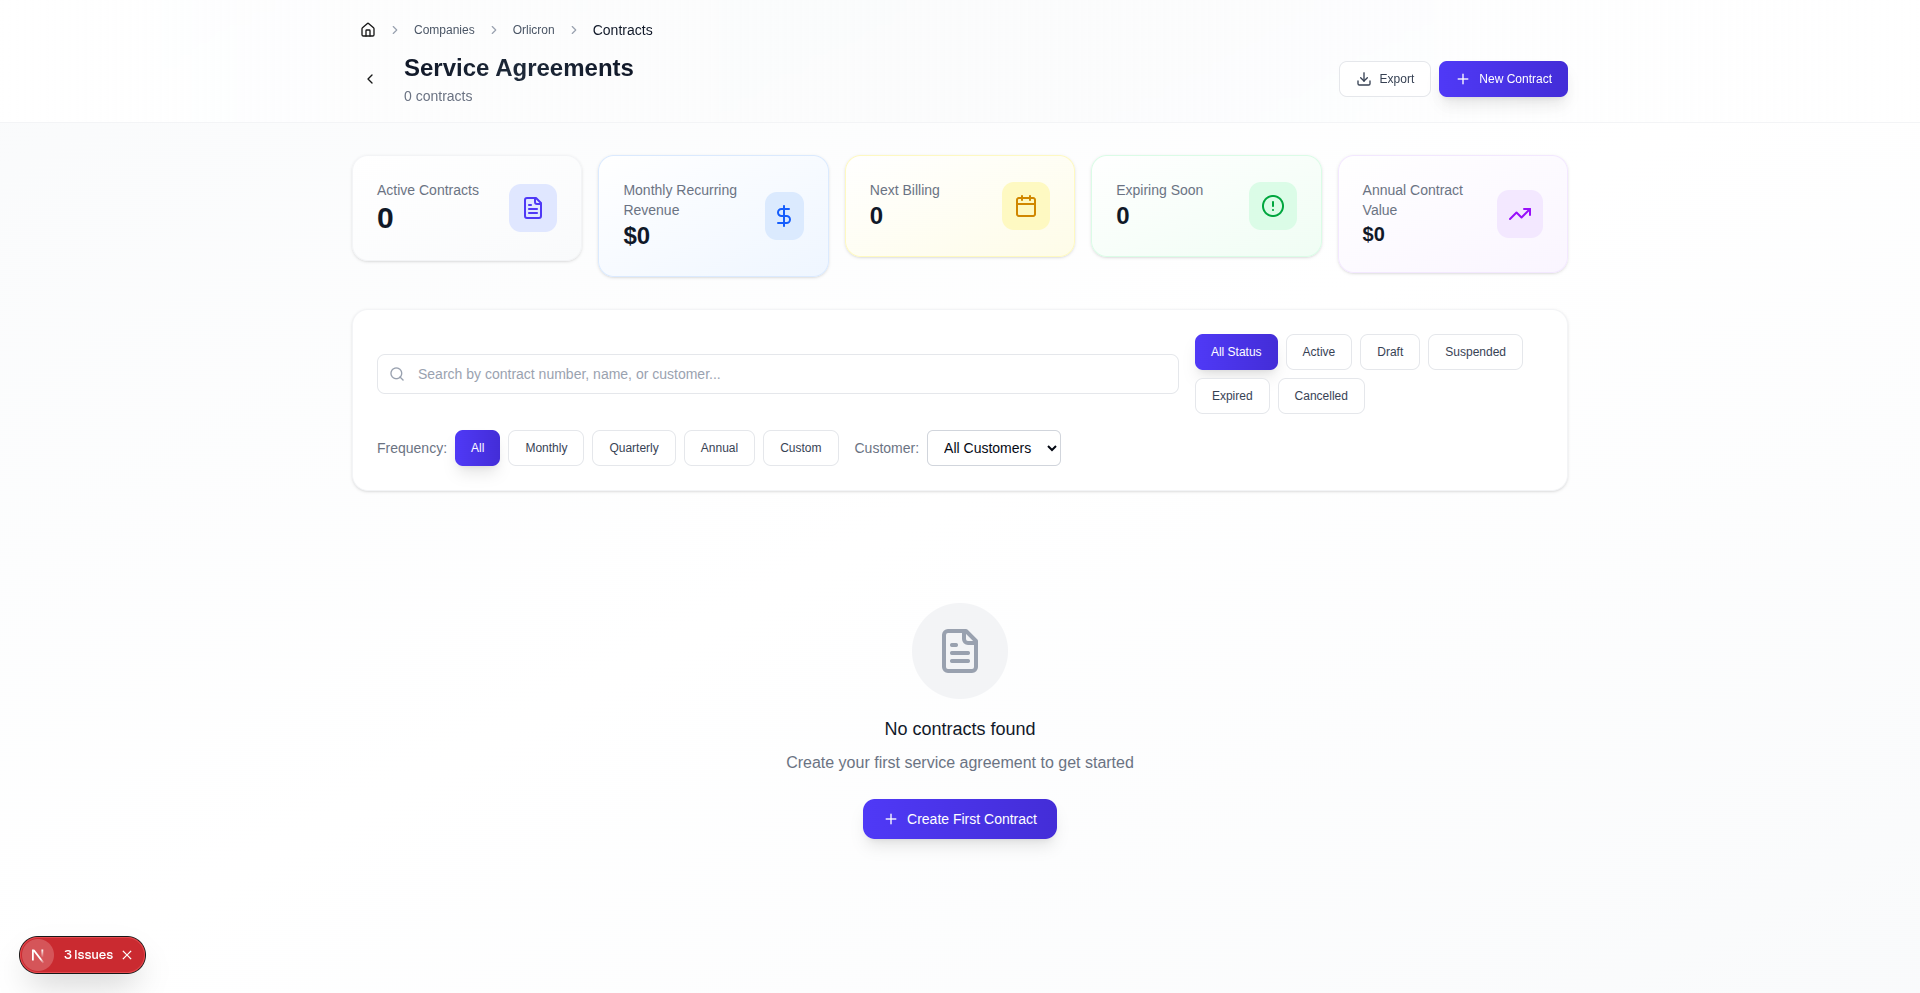 Companies Orlicron Contracts
Service Agreements
0 contracts
Export
New Contract
Active Contracts
0
Monthly Recurring
Revenue
$0
Next Billing
0
Expiring Soon
0
Annual Contract
Value
$0
Search by contract number, name, or customer...
All Status Active Draft Suspended
Expired Cancelled
Frequency: All Monthly Quarterly Annual Custom Customer: All Customers
No contracts found
Create your first service agreement to get started
Create First Contract
N 3 Issues